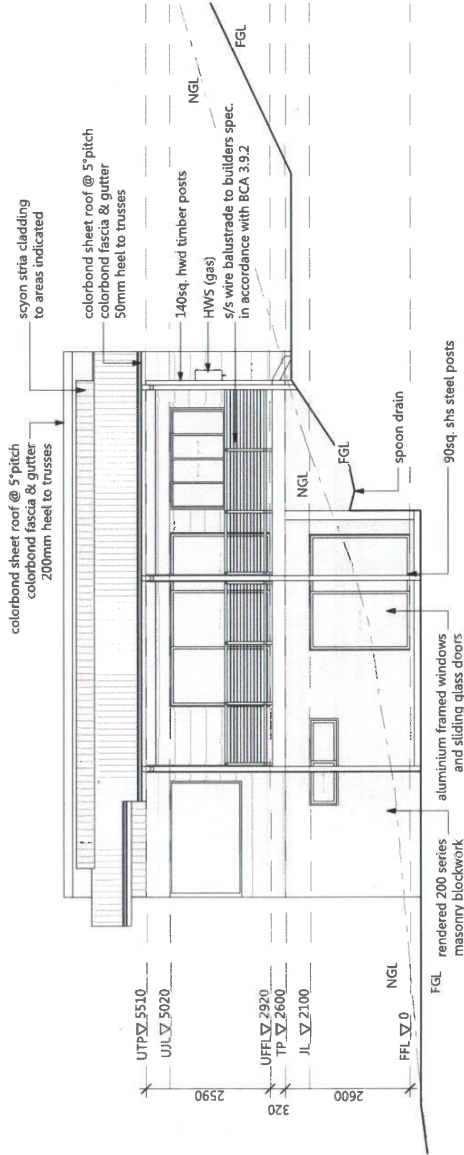 colorbond sheet roof @ 5°pitch
colorbond fascia & gutter
200mm heel to trusses
scyon stria cladding
to areas indicated
colorbond sheet roof @ 5°pitch
colorbond fascia & gutter
50mm heel to trusses
140sq. hwd timber posts
HWS (gas)
s/s wire balustrade to builders spec.
in accordance with BCA 3.9.2
NGL
FGL
UTP 5510
UJL 5020
UFFL 2920
TP 2600
JL 2100
FFL 0
2590
320
2600
NGL
FGL
NGL
FGL
rendered 200 series
masonry blockwork
aluminium framed windows
and sliding glass doors
spoon drain
90sq. shs steel posts